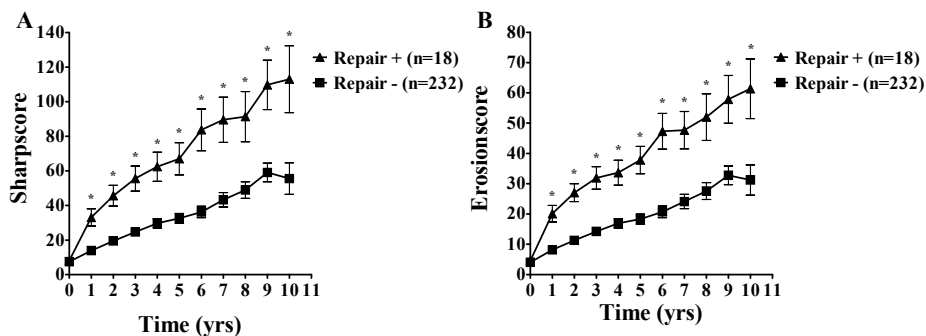 A
Sharpscore
140
120
100
80
60
40
20
0
0 1 2 3 4 5 6 7 8 9 10 11
Time (yrs)
* * * * * * * * * *
Repair + (n=18)
Repair - (n=232)
B
Erosionscore
80
70
60
50
40
30
20
10
0
0 1 2 3 4 5 6 7 8 9 10 11
Time (yrs)
* * * * * * * * * *
Repair + (n=18)
Repair - (n=232)